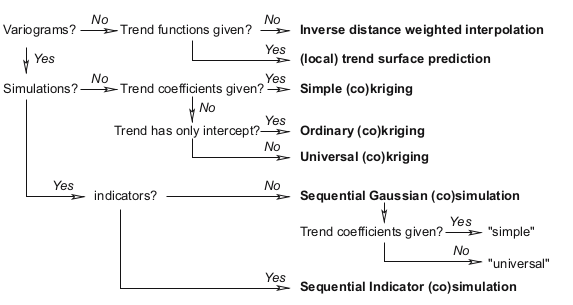 Variograms? No Trend functions given? No Inverse distance weighted interpolation
Yes (local) trend surface prediction
Yes
Simulations? No Trend coefficients given? Yes Simple (co)kriging
No
Trend has only intercept? Yes Ordinary (co)kriging
No Universal (co)kriging
Yes indicators? No Sequential Gaussian (co)simulation
Trend coefficients given? Yes "simple"
No "universal"
Yes Sequential Indicator (co)simulation